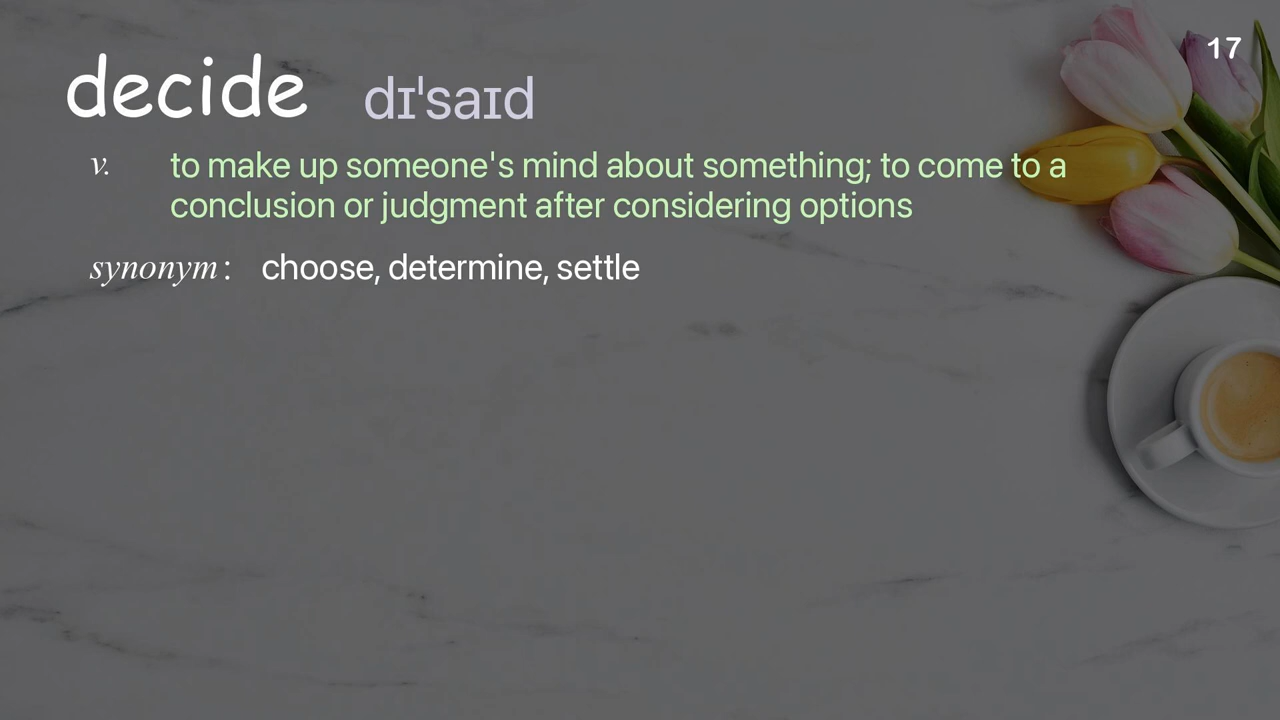 17
decide dɪˈsaɪd
v. to make up someone's mind about something; to come to a
conclusion or judgment after considering options
synonym : choose, determine, settle